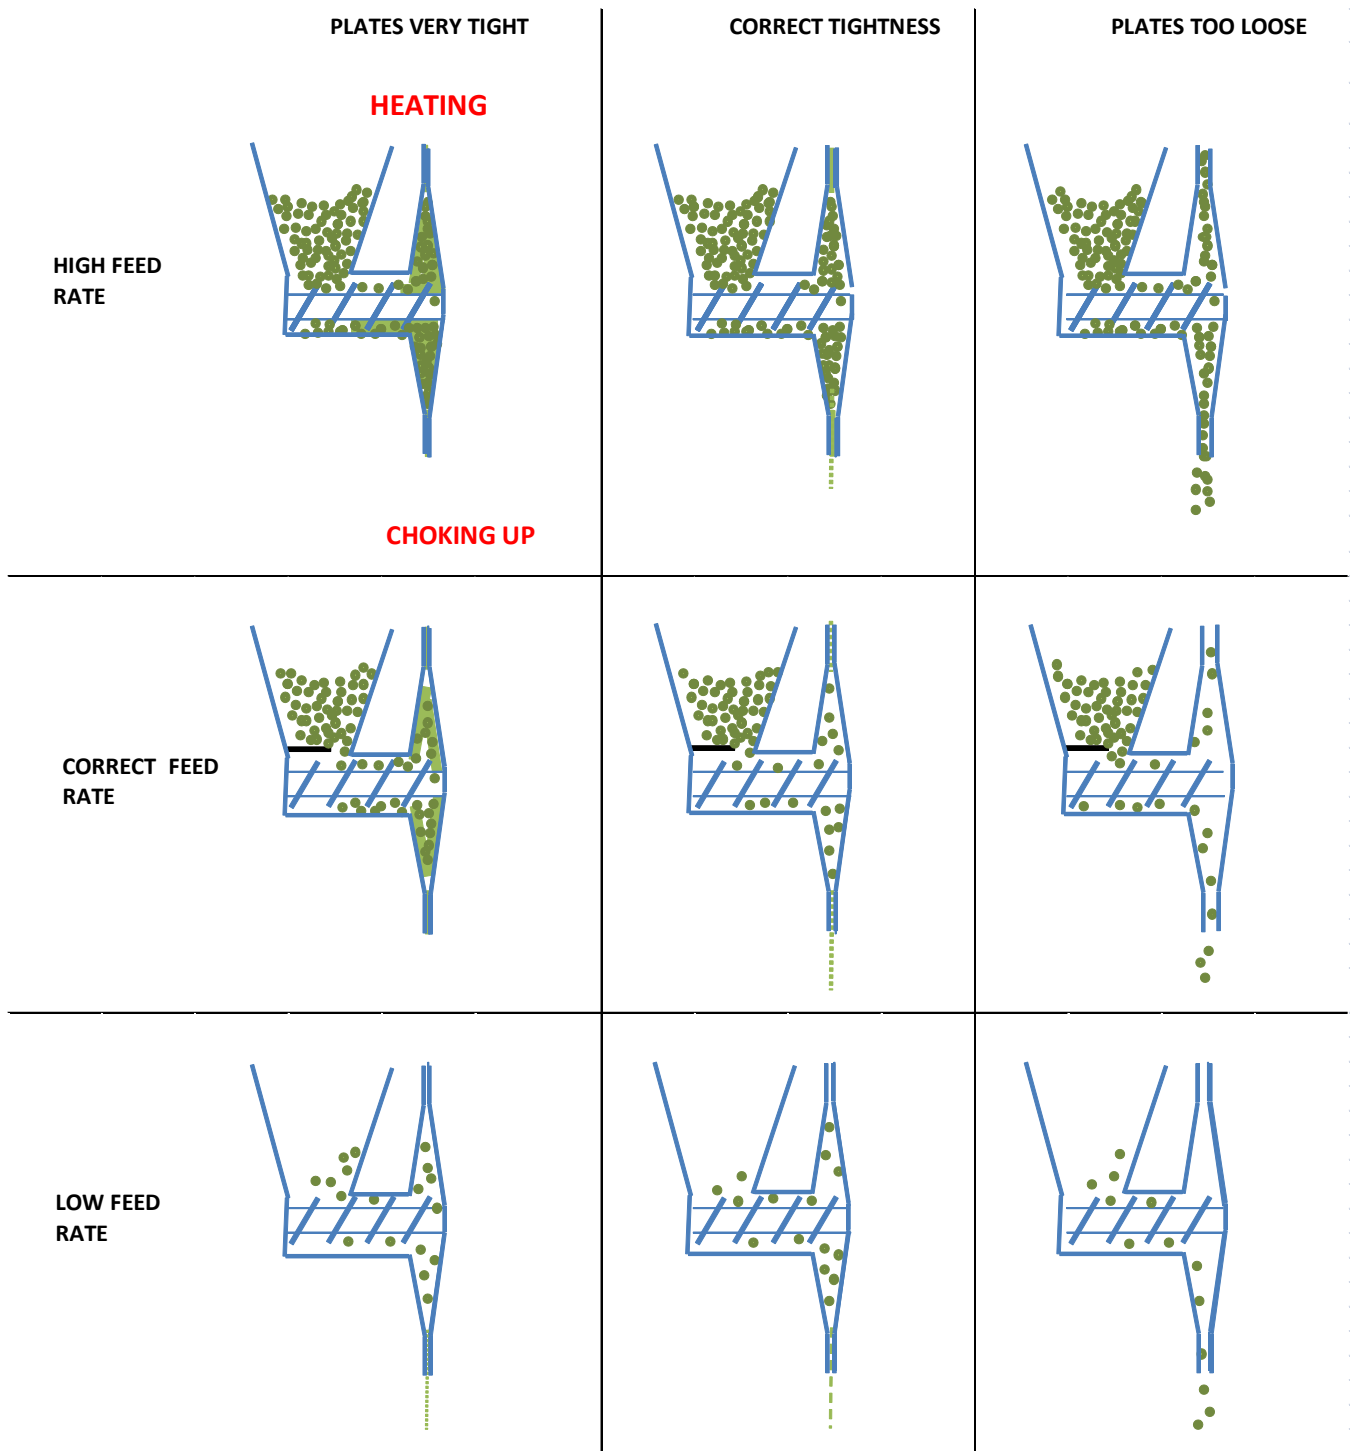 PLATES VERY TIGHT
CORRECT TIGHTNESS
PLATES TOO LOOSE
HEATING
HIGH FEED
RATE
CHOKING UP
CORRECT FEED
RATE
LOW FEED
RATE